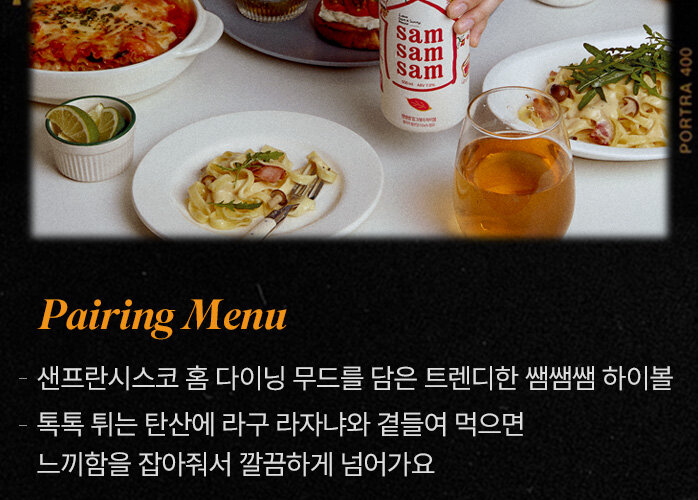 sam
sam
sam
PORTRA 400
Pairing Menu
- 샌프란시스코 홈 다이닝 무드를 담은 트렌디한 쌤쌤쌤 하이볼
- 톡톡 튀는 탄산에 라구 라자냐와 곁들여 먹으면
느끼함을 잡아줘서 깔끔하게 넘어가요